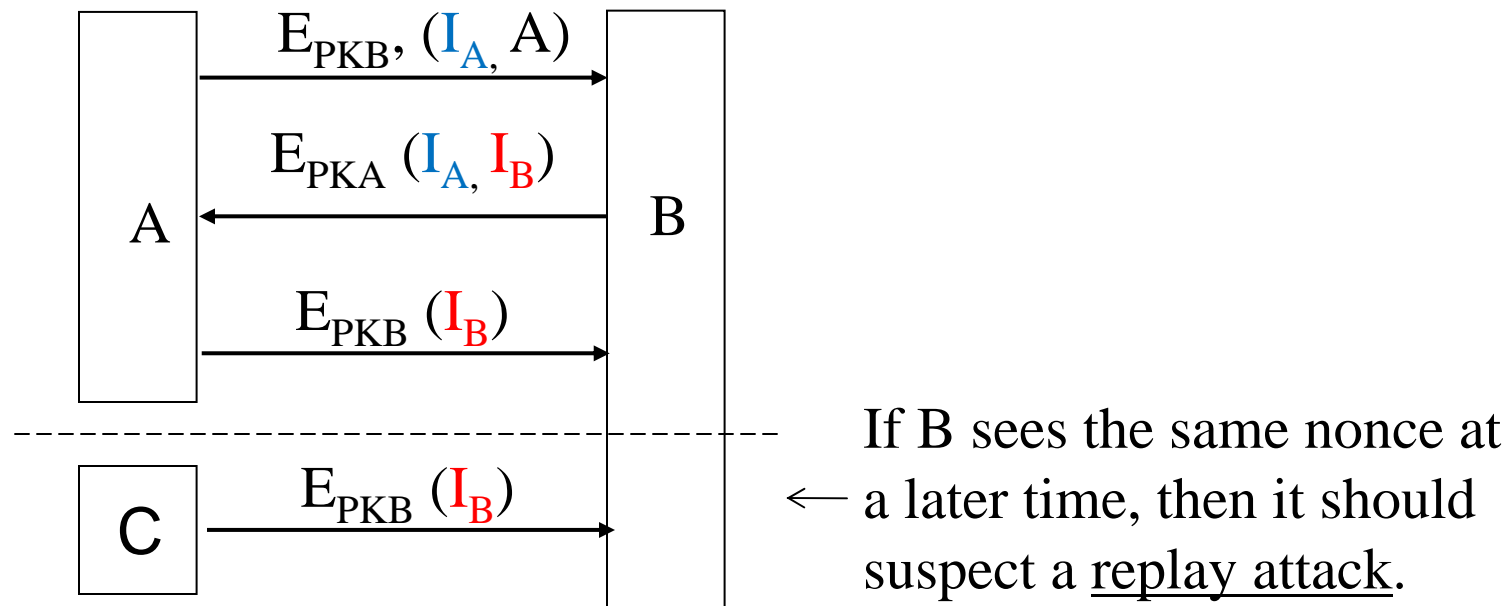 E_PKB, (I_A, A)
E_PKA (I_A, I_B)
A
B
E_PKB (I_B)
If B sees the same nonce at
a later time, then it should
suspect a replay attack.
C
E_PKB (I_B)